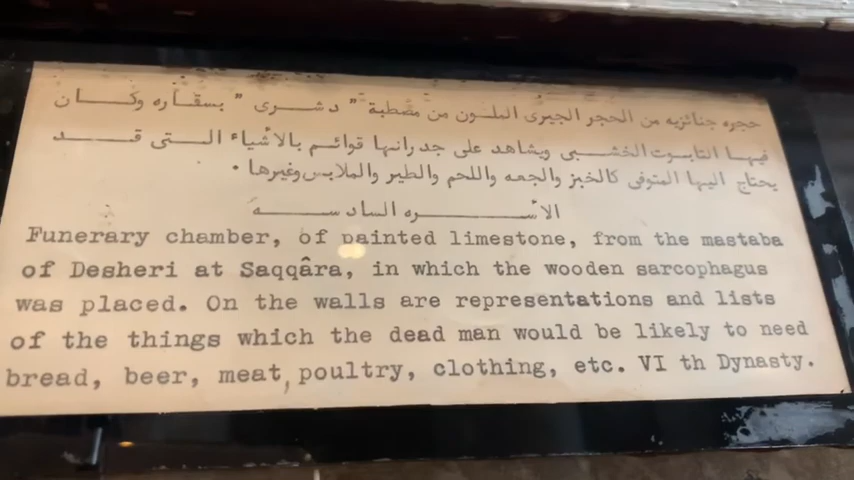 حجره جنائزيه من الحجر الجيرى الملون من مصطبة " دشرى " بسقاره وكان
فيها التابوت الخشبى ويشاهد على جدرانها قوائم بالاشياء التى قد
يحتاج اليها المتوفى كالخبز والجعه واللحم والطير والملابس وغيرها ٠
الأسره السادسه
Funerary chamber, of painted limestone, from the mastaba
of Desheri at Saqqâra, in which the wooden sarcophagus
was placed. On the walls are representations and lists
of the things which the dead man would be likely to need
bread, beer, meat, poultry, clothing, etc. VI th Dynasty.